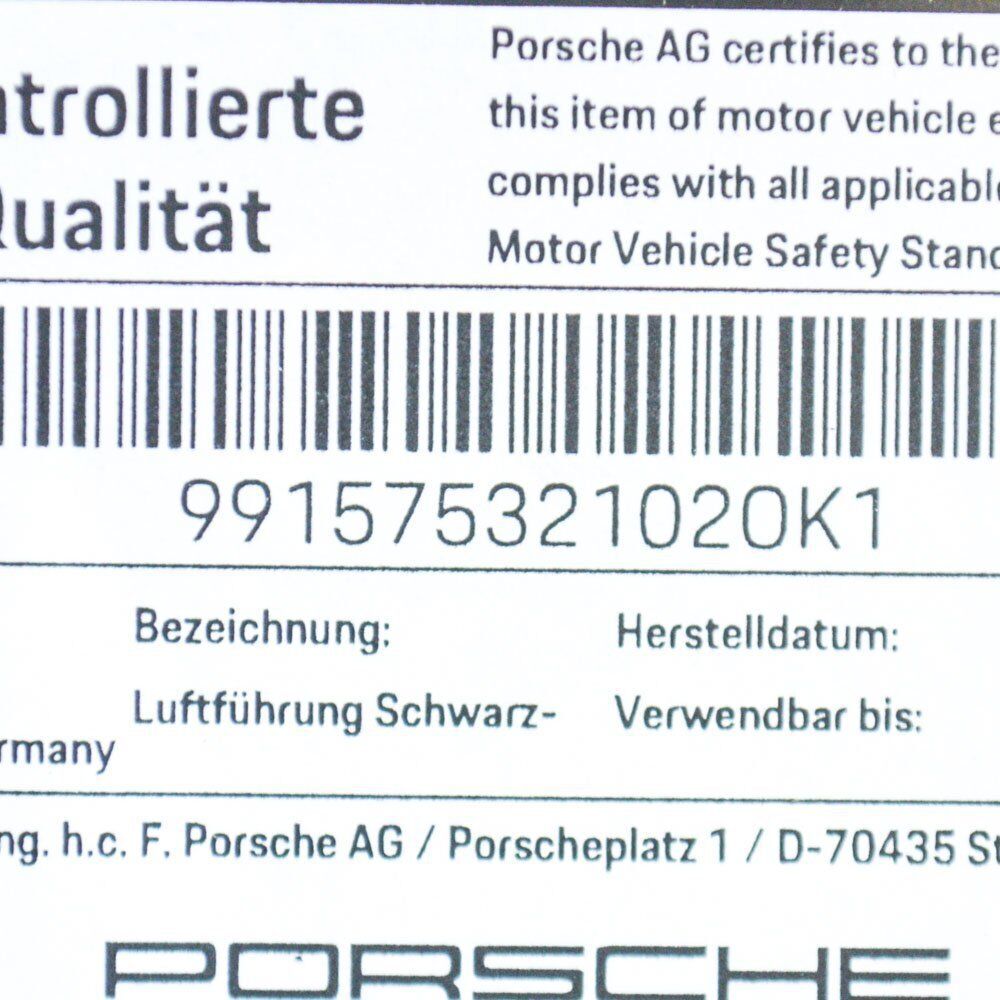 ntrollierte
Qualität
Porsche AG certifies to the
this item of motor vehicle e
complies with all applicable
Motor Vehicle Safety Stand
99157532102OK1
Bezeichnung:
Luftführung Schwarz-
Herstelldatum:
Verwendbar bis:
rmany
ng. h.c. F. Porsche AG / Porscheplatz 1 / D-70435 St
PORSCHE